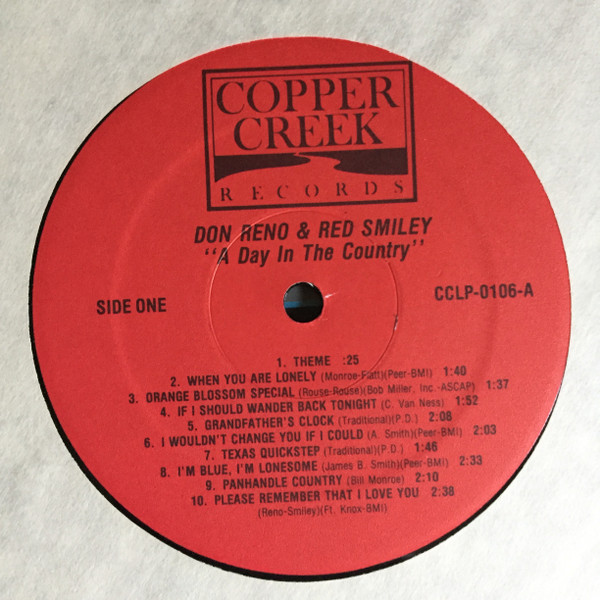 COPPER
CREEK
RECORDS
DON RENO & RED SMILEY
"A Day In The Country"
SIDE ONE
CCLP-0106-A
1. THEME :25
2. WHEN YOU ARE LONELY (Monroe-Flatt)(Peer-BMI) 1:40
3. ORANGE BLOSSOM SPECIAL (Rouse-Rouse)(Bob Miller, Inc.-ASCAP) 1:37
4. IF I SHOULD WANDER BACK TONIGHT (C. Van Ness) 1:52
5. GRANDFATHER'S CLOCK (Traditional)(P.D.) 2:08
6. I WOULDN'T CHANGE YOU IF I COULD (A. Smith)(Peer-BMI) 2:03
7. TEXAS QUICKSTEP (Traditional)(P.D.) 1:46
8. I'M BLUE, I'M LONESOME (James B. Smith)(Peer-BMI) 2:33
9. PANHANDLE COUNTRY (Bill Monroe) 2:10
10. PLEASE REMEMBER THAT I LOVE YOU 2:38
(Reno-Smiley)(Ft. Knox-BMI)